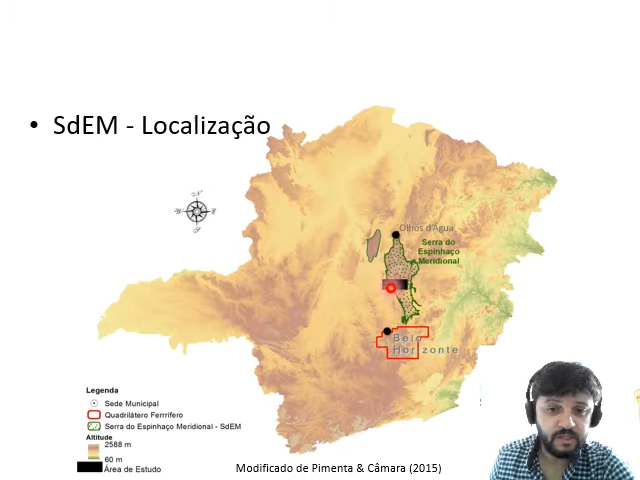 • SdEM - Localização
N
W
E
S
Olhos d'Água
Serra do
Espinhaço
Meridional
Belo
Horizonte
Legenda
Sede Municipal
Quadrilátero Ferrrífero
Serra do Espinhaço Meridional - SdEM
Altitude
2588 m
60 m
Área de Estudo
Modificado de Pimenta & Câmara (2015)